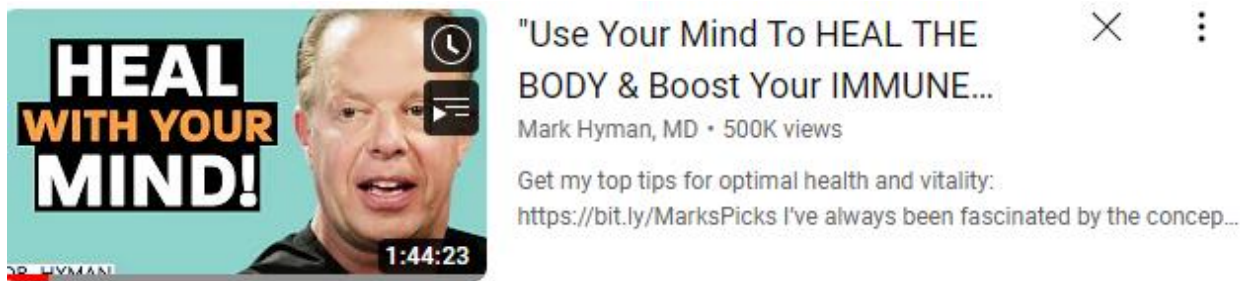 HEAL
WITH YOUR
MIND!
DR. HYMAN
1:44:23
"Use Your Mind To HEAL THE
BODY & Boost Your IMMUNE...
Mark Hyman, MD • 500K views
Get my top tips for optimal health and vitality:
https://bit.ly/MarksPicks I've always been fascinated by the concep...